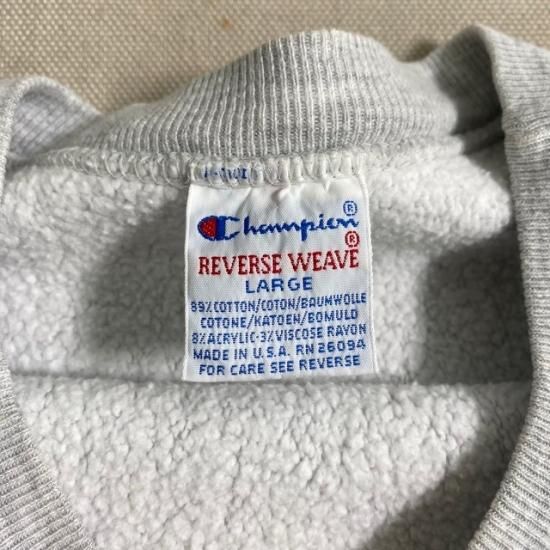 Champion®
REVERSE WEAVE®
LARGE
89% COTTON/COTON/BAUMWOLLE
COTONE/KATOEN/BOMULD
8% ACRYLIC-3% VISCOSE RAYON
MADE IN U.S.A. RN 26094
FOR CARE SEE REVERSE